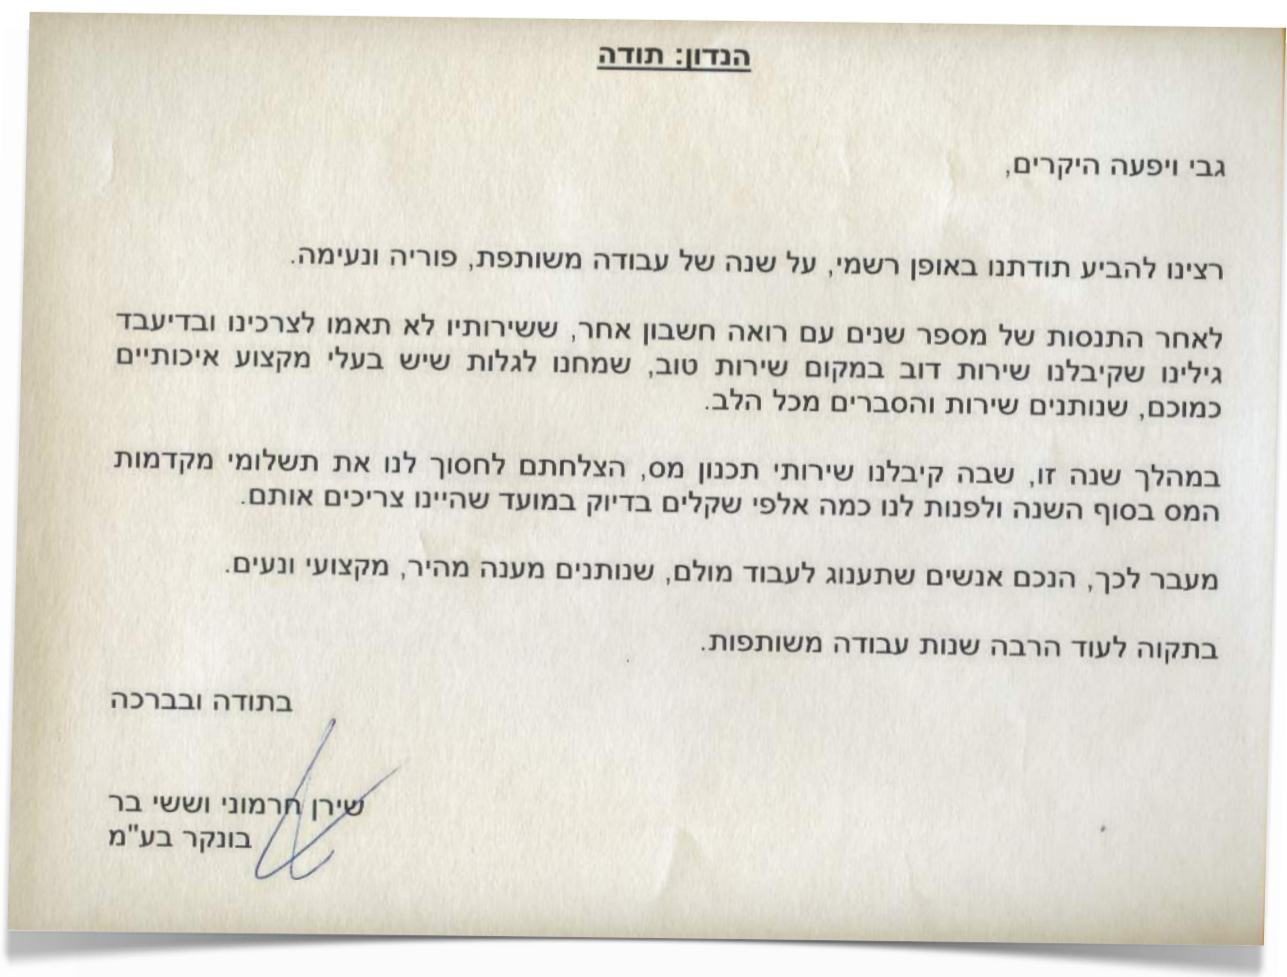 הנדון: תודה
גבי ויפעה היקרים,
רצינו להביע תודתנו באופן רשמי, על שנה של עבודה משותפת, פוריה ונעימה.
לאחר התנסות של מספר שנים עם רואה חשבון אחר, ששירותיו לא תאמו לצרכינו ובדיעבד
גילינו שקיבלנו שירות דוב במקום שירות טוב, שמחנו לגלות שיש בעלי מקצוע איכותיים
כמוכם, שנותנים שירות והסברים מכל הלב.
במהלך שנה זו, שבה קיבלנו שירותי תכנון מס, הצלחתם לחסוך לנו את תשלומי מקדמות
המס בסוף השנה ולפנות לנו כמה אלפי שקלים בדיוק במועד שהיינו צריכים אותם.
מעבר לכך, הנכם אנשים שתענוג לעבוד מולם, שנותנים מענה מהיר, מקצועי ונעים.
בתקוה לעוד הרבה שנות עבודה משותפות.
בתודה ובברכה
שירן חרמוני וששי בר
בונקר בע"מ